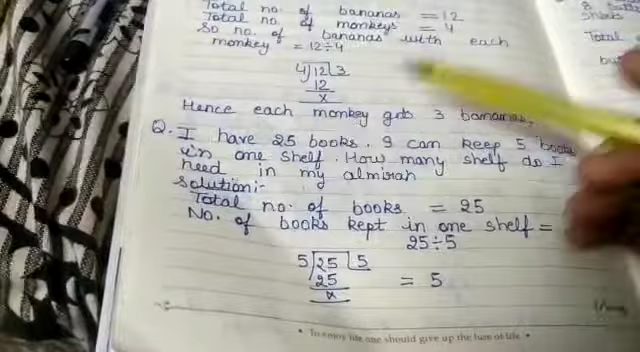 Total no. of bananas = 12
Total no. of monkeys = 4
So no. of bananas with each
monkey = 12÷4
4)12(3
12
x
Hence each monkey gets 3 bananas.
Q. I have 25 books. I can keep 5 books
in one shelf. How many shelf do I
need in my almirah
Solution:-
Total no. of books = 25
No. of books kept in one shelf =
25÷5
5)25(5
25
x
= 5
• To enjoy life one should give up the lure of life. •
8
Total